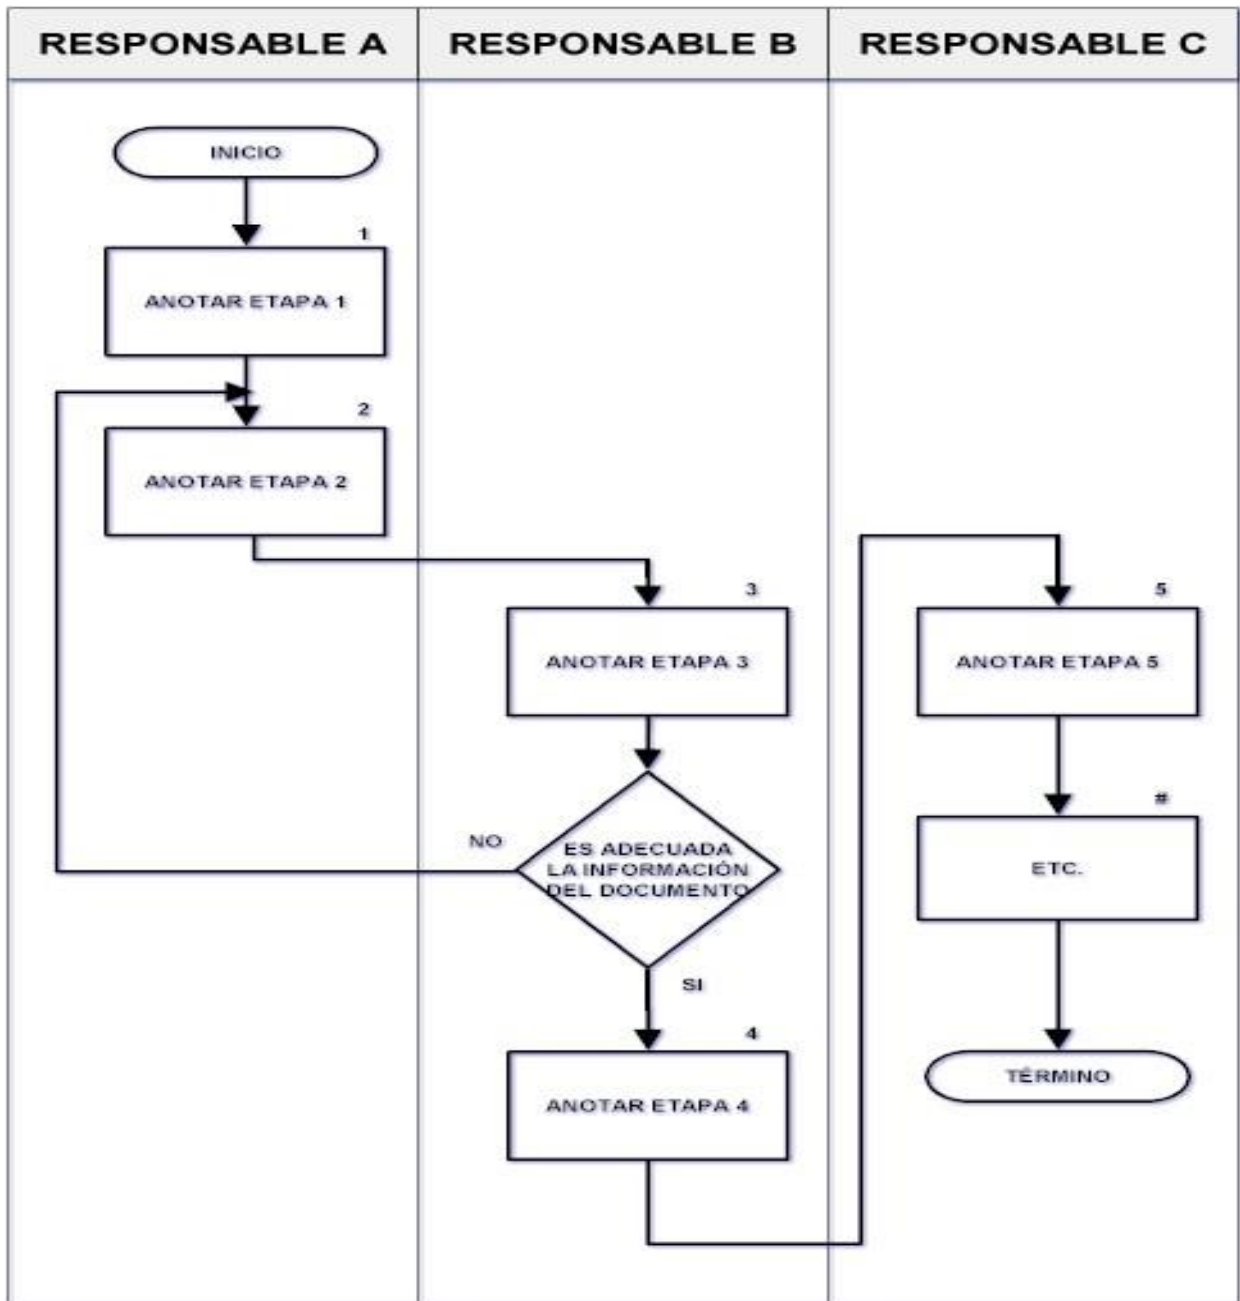 RESPONSABLE A
RESPONSABLE B
RESPONSABLE C
INICIO
1
ANOTAR ETAPA 1
2
ANOTAR ETAPA 2
3
ANOTAR ETAPA 3
NO
ES ADECUADA
LA INFORMACIÓN
DEL DOCUMENTO
SI
4
ANOTAR ETAPA 4
5
ANOTAR ETAPA 5
#
ETC.
TÉRMINO